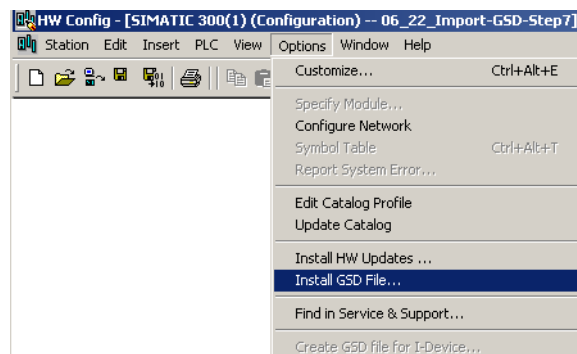 HW Config - [SIMATIC 300(1) (Configuration) -- 06_22_Import-GSD-Step7]
Station Edit Insert PLC View Options Window Help
Customize... Ctrl+Alt+E
Specify Module...
Configure Network
Symbol Table Ctrl+Alt+T
Report System Error...
Edit Catalog Profile
Update Catalog
Install HW Updates ...
Install GSD File...
Find in Service & Support...
Create GSD file for I-Device...